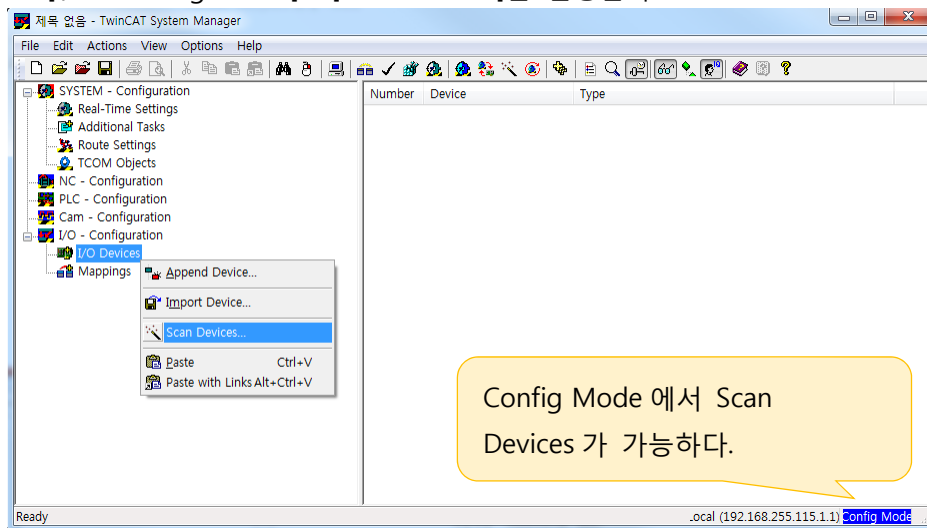 제목 없음 - TwinCAT System Manager
File Edit Actions View Options Help
SYSTEM - Configuration
Real-Time Settings
Additional Tasks
Route Settings
TCOM Objects
NC - Configuration
PLC - Configuration
Cam - Configuration
I/O - Configuration
I/O Devices
Mappings
Number Device Type
Append Device...
Import Device...
Scan Devices...
Paste Ctrl+V
Paste with Links Alt+Ctrl+V
Config Mode 에서 Scan
Devices 가 가능하다.
Ready
ocal (192.168.255.115.1.1) Config Mode